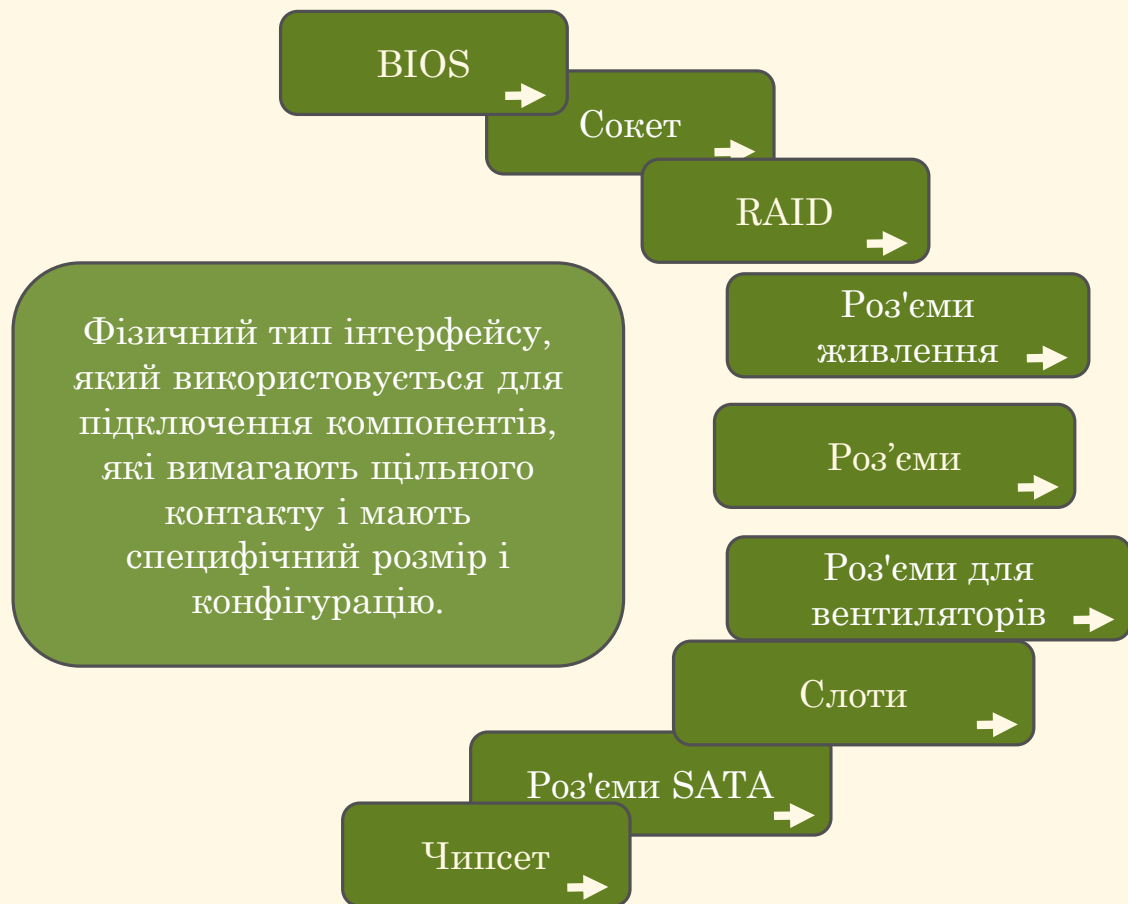 BIOS
Сокет
RAID
Роз'єми
живлення
Роз’єми
Роз'єми для
вентиляторів
Слоти
Роз'єми SATA
Чипсет
Фізичний тип інтерфейсу,
який використовується для
підключення компонентів,
які вимагають щільного
контакту і мають
специфічний розмір і
конфігурацію.